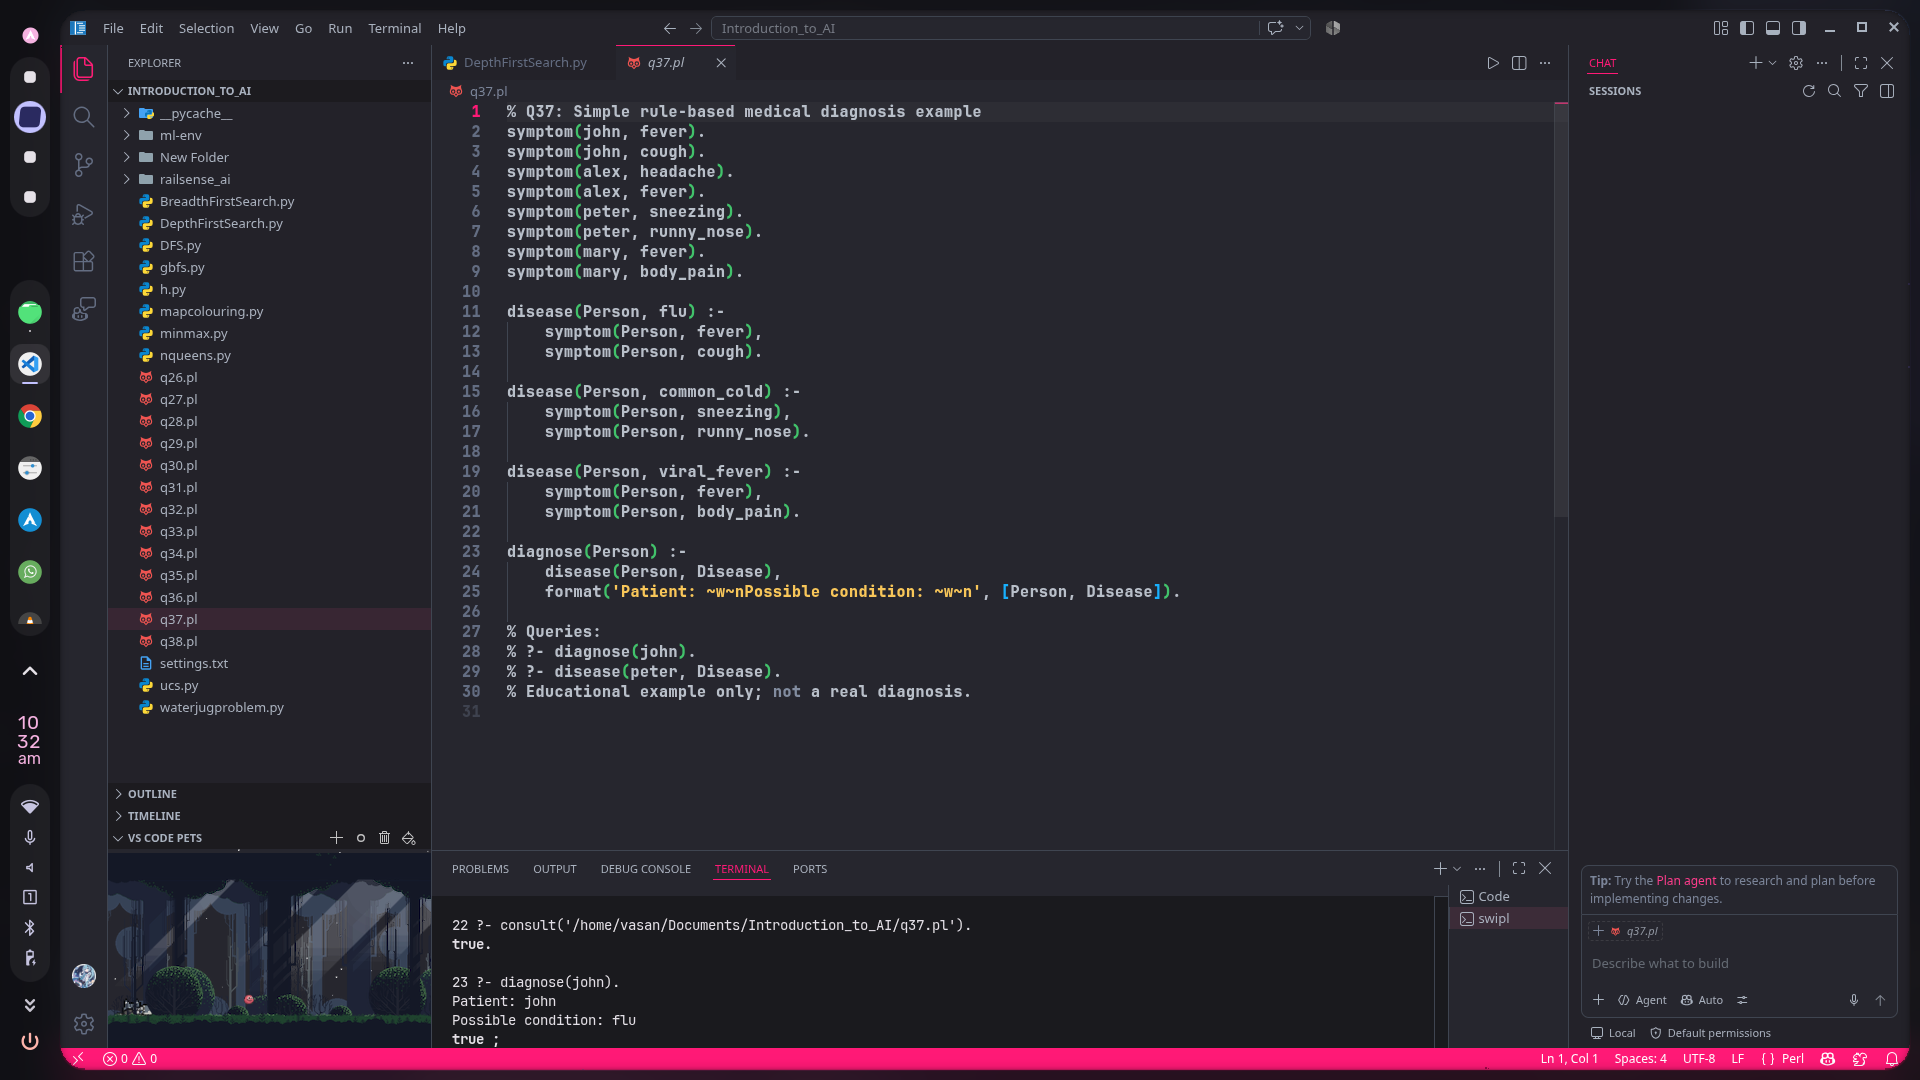 File Edit Selection View Go Run Terminal Help
Introduction_to_AI
EXPLORER
INTRODUCTION_TO_AI
__pycache__
ml-env
New Folder
railsense_ai
BreadthFirstSearch.py
DepthFirstSearch.py
DFS.py
gbfs.py
h.py
mapcolouring.py
minmax.py
nqueens.py
q26.pl
q27.pl
q28.pl
q29.pl
q30.pl
q31.pl
q32.pl
q33.pl
q34.pl
q35.pl
q36.pl
q37.pl
q38.pl
settings.txt
ucs.py
waterjugproblem.py
OUTLINE
TIMELINE
VS CODE PETS
10
32
am
1
DepthFirstSearch.py q37.pl
q37.pl
1 % Q37: Simple rule-based medical diagnosis example
2 symptom(john, fever).
3 symptom(john, cough).
4 symptom(alex, headache).
5 symptom(alex, fever).
6 symptom(peter, sneezing).
7 symptom(peter, runny_nose).
8 symptom(mary, fever).
9 symptom(mary, body_pain).
10
11 disease(Person, flu) :-
12 symptom(Person, fever),
13 symptom(Person, cough).
14
15 disease(Person, common_cold) :-
16 symptom(Person, sneezing),
17 symptom(Person, runny_nose).
18
19 disease(Person, viral_fever) :-
20 symptom(Person, fever),
21 symptom(Person, body_pain).
22
23 diagnose(Person) :-
24 disease(Person, Disease),
25 format('Patient: ~w~nPossible condition: ~w~n', [Person, Disease]).
26
27 % Queries:
28 % ?- diagnose(john).
29 % ?- disease(peter, Disease).
30 % Educational example only; not a real diagnosis.
31
PROBLEMS OUTPUT DEBUG CONSOLE TERMINAL PORTS
22 ?- consult('/home/vasan/Documents/Introduction_to_AI/q37.pl').
true.
23 ?- diagnose(john).
Patient: john
Possible condition: flu
true ;
Code
swipl
CHAT
SESSIONS
Tip: Try the Plan agent to research and plan before
implementing changes.
q37.pl
Describe what to build
Agent Auto
Local Default permissions
0 0 Ln 1, Col 1 Spaces: 4 UTF-8 LF { } Perl